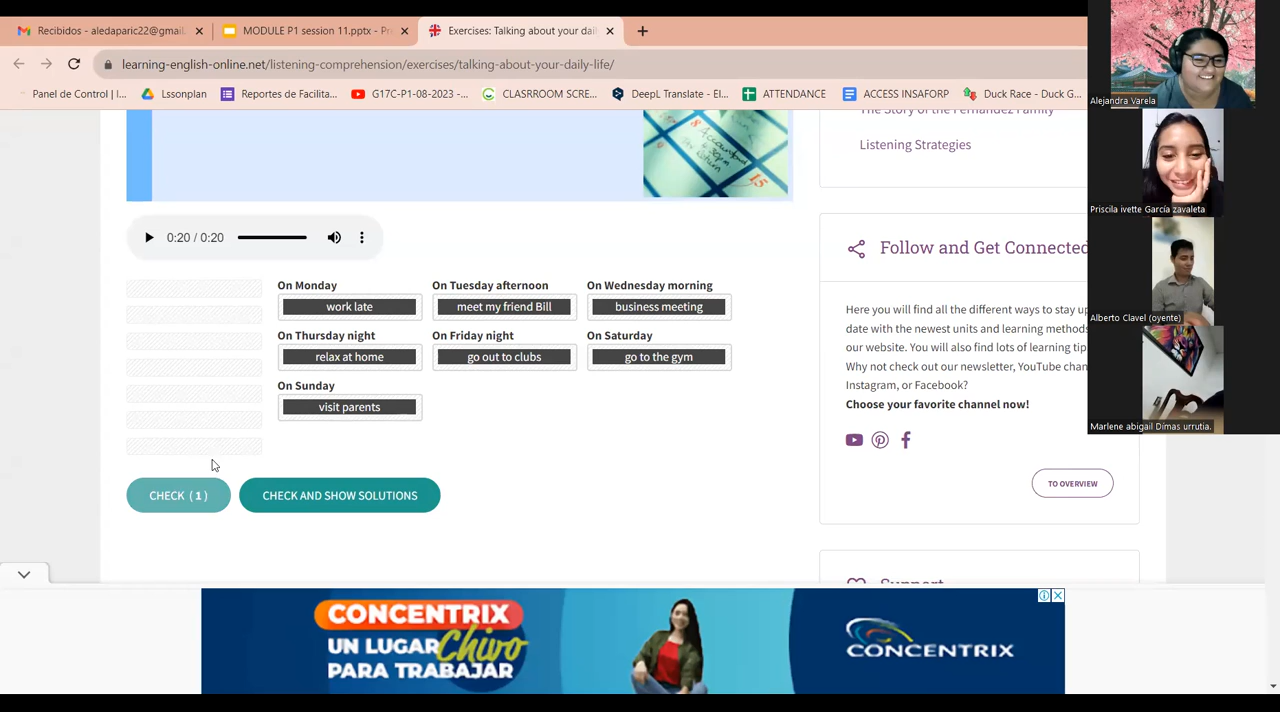 Recibidos - aledaparic22@gmail.
MODULE P1 session 11.pptx - Pre
Exercises: Talking about your dail
learning-english-online.net/listening-comprehension/exercises/talking-about-your-daily-life/
Panel de Control | I...
Lssonplan
Reportes de Facilita...
G17C-P1-08-2023 -...
CLASSROOM SCRE...
DeepL Translate - El...
ATTENDANCE
ACCESS INSAFORP
Duck Race - Duck G...
Alejandra Varela
The Story of the Fernandez Family
Listening Strategies
8
Accountant
15
Priscila ivette García zavaleta
0:20 / 0:20
Follow and Get Connected
On Monday
On Tuesday afternoon
On Wednesday morning
work late
meet my friend Bill
business meeting
On Thursday night
On Friday night
On Saturday
relax at home
go out to clubs
go to the gym
On Sunday
visit parents
Here you will find all the different ways to stay up
date with the newest units and learning methods
our website. You will also find lots of learning tip
Why not check out our newsletter, YouTube chan
Instagram, or Facebook?
Choose your favorite channel now!
Alberto Clavel (oyente)
Marlene abigail Dimas urrutia.
CHECK ( 1 )
CHECK AND SHOW SOLUTIONS
TO OVERVIEW
Support
CONCENTRIX
UN LUGAR Chivo
PARA TRABAJAR
CONCENTRIX